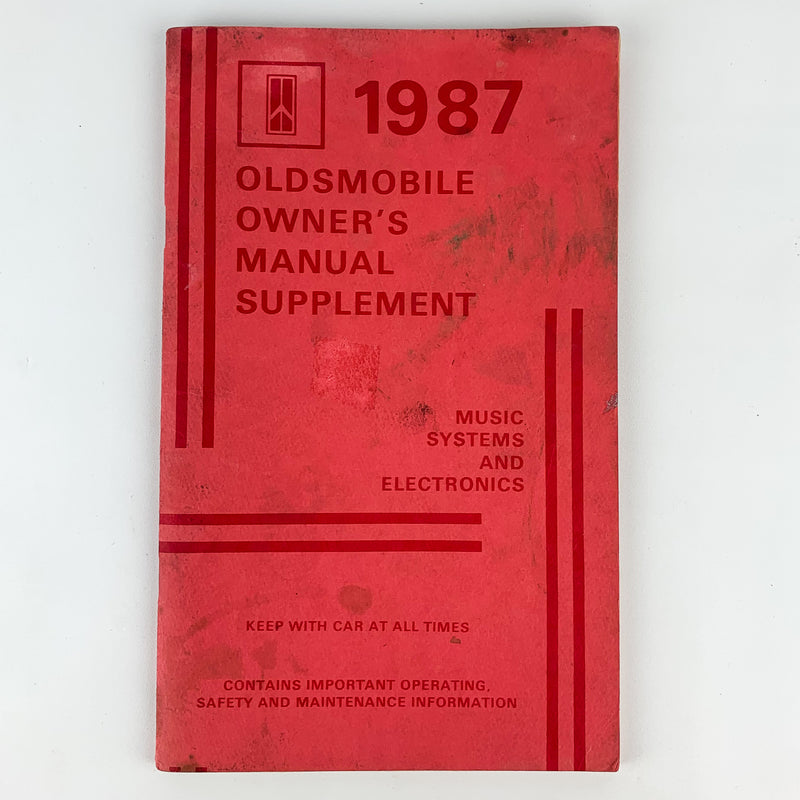 1987
OLDSMOBILE
OWNER'S
MANUAL
SUPPLEMENT
MUSIC
SYSTEMS
AND
ELECTRONICS
KEEP WITH CAR AT ALL TIMES
CONTAINS IMPORTANT OPERATING,
SAFETY AND MAINTENANCE INFORMATION